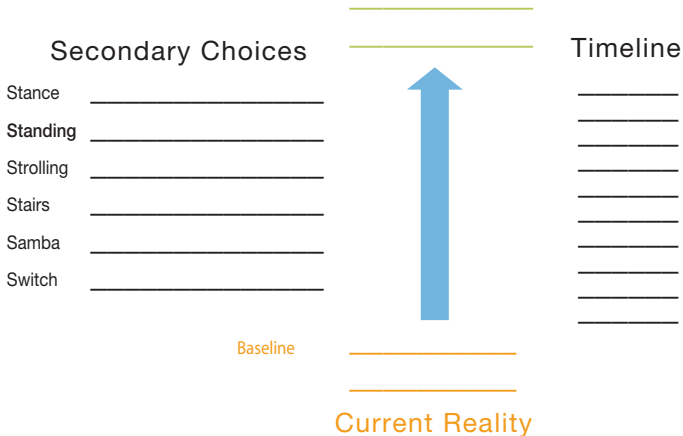 Secondary Choices
Stance
Standing
Strolling
Stairs
Samba
Switch
Timeline
Baseline
Current Reality